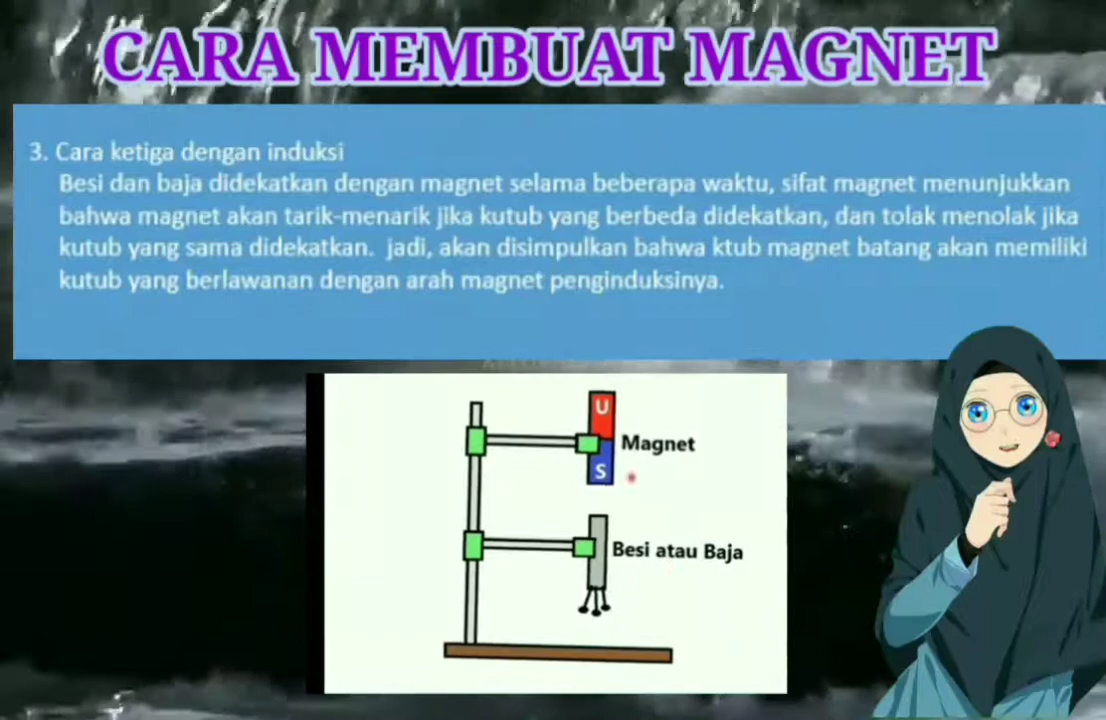 CARA MEMBUAT MAGNET
3. Cara ketiga dengan induksi
Besi dan baja didekatkan dengan magnet selama beberapa waktu, sifat magnet menunjukkan
bahwa magnet akan tarik-menarik jika kutub yang berbeda didekatkan, dan tolak menolak jika
kutub yang sama didekatkan. jadi, akan disimpulkan bahwa ktub magnet batang akan memiliki
kutub yang berlawanan dengan arah magnet penginduksinya.
U
Magnet
S
Besi atau Baja